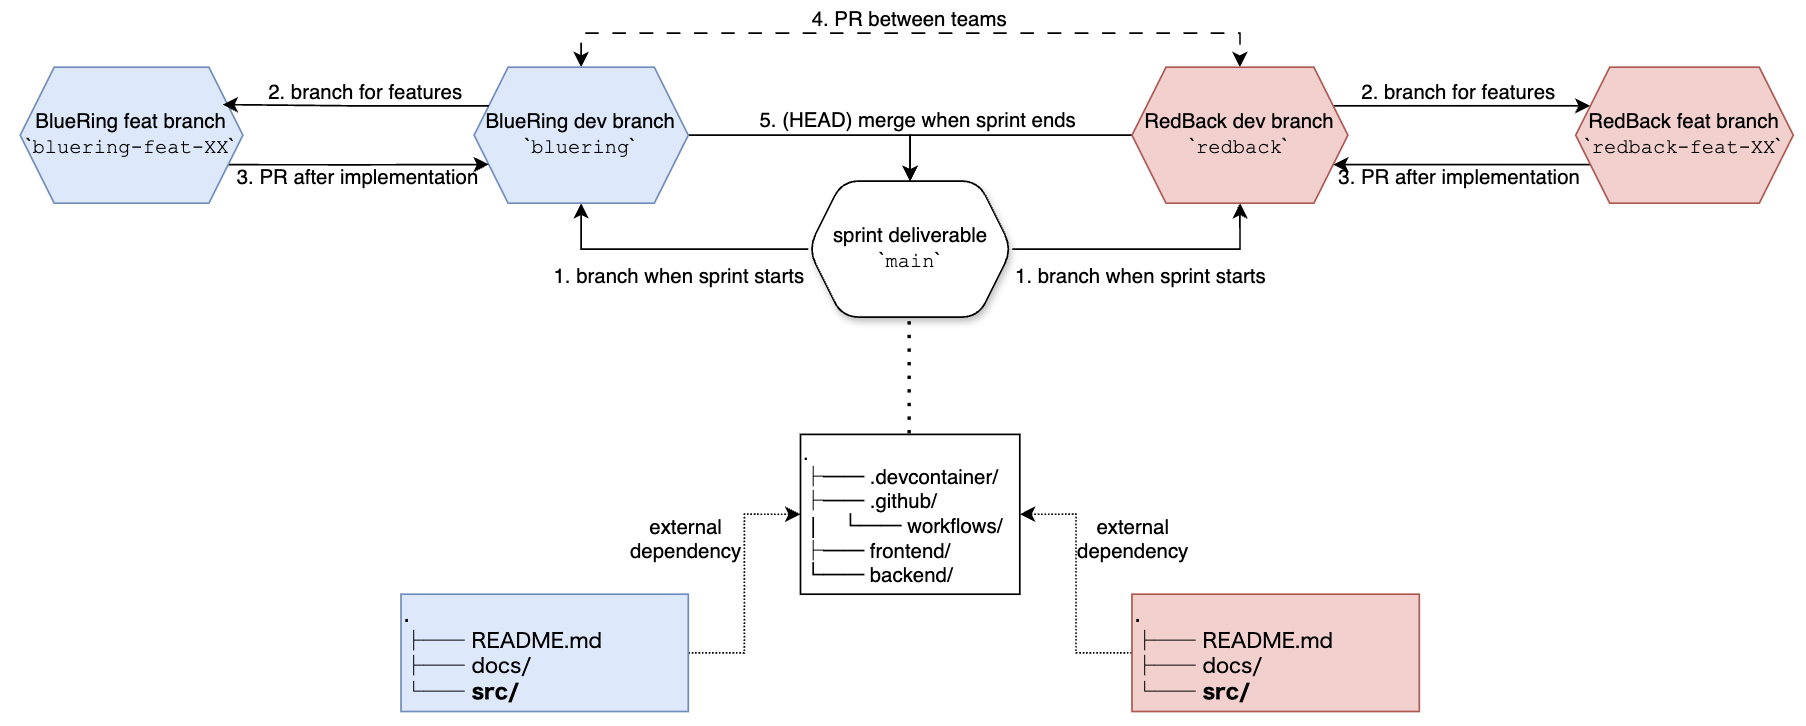 4. PR between teams
BlueRing feat branch
`bluering-feat-XX`
2. branch for features
3. PR after implementation
BlueRing dev branch
`bluering`
5. (HEAD) merge when sprint ends
RedBack dev branch
`redback`
2. branch for features
3. PR after implementation
RedBack feat branch
`redback-feat-XX`
sprint deliverable
`main`
1. branch when sprint starts
1. branch when sprint starts
.
├── .devcontainer/
├── .github/
│   └── workflows/
├── frontend/
└── backend/
external
dependency
external
dependency
.
├── README.md
├── docs/
└── src/
.
├── README.md
├── docs/
└── src/